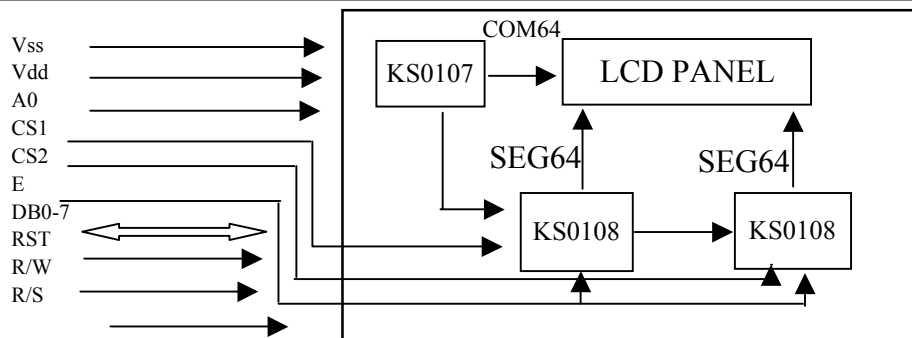 Vss
Vdd
A0
CS1
CS2
E
DB0-7
RST
R/W
R/S
COM64
KS0107
LCD PANEL
SEG64
SEG64
KS0108
KS0108